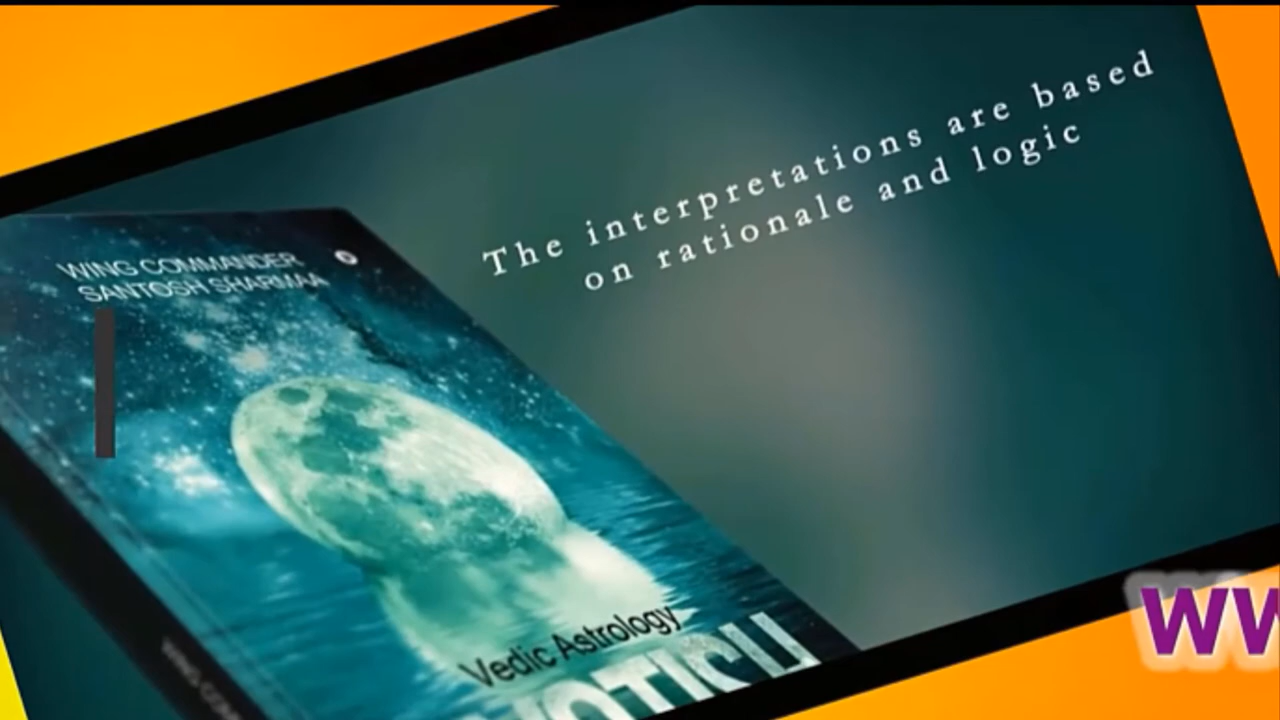 The interpretations are based
on rationale and logic
WING COMMANDER
SANTOSH SHARMAA
Vedic Astrology